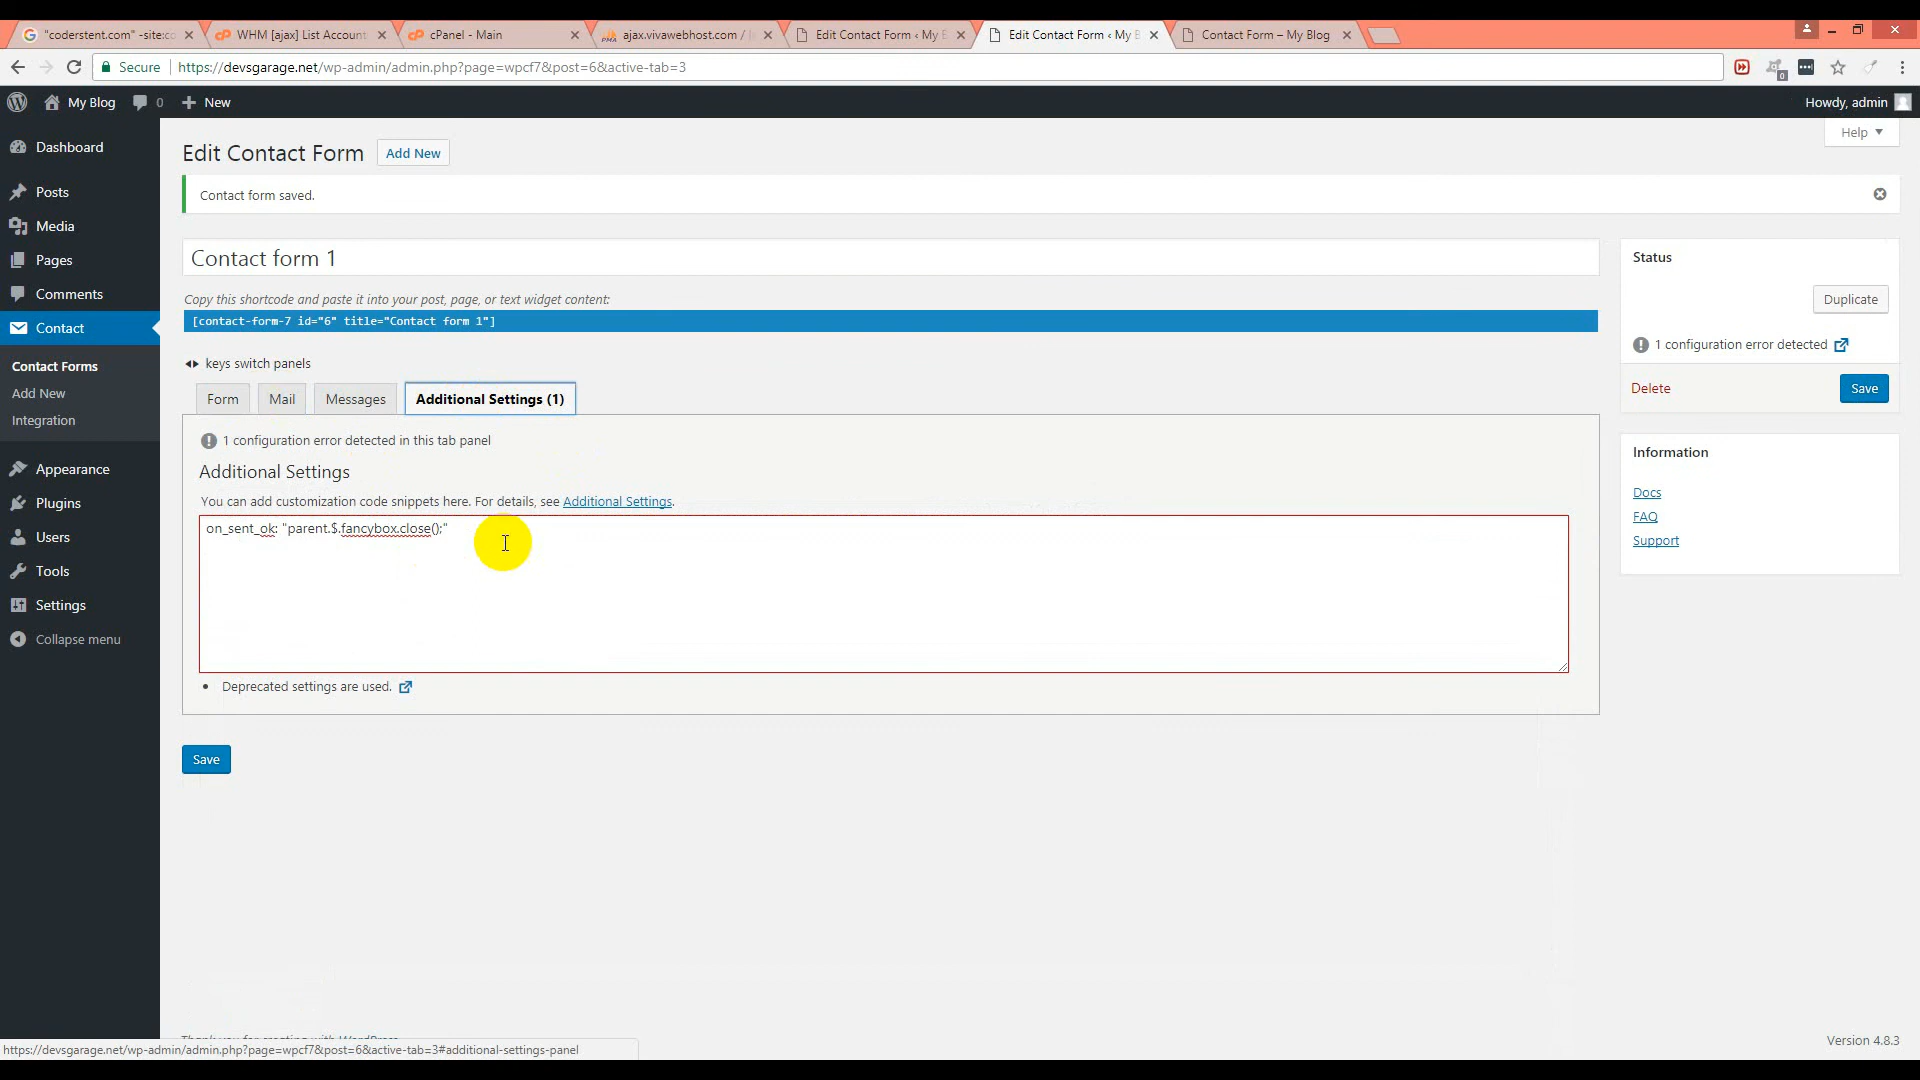 "coderstent.com" -site:co
WHM [ajax] List Account
cPanel - Main
ajax.vivawebhost.com /
Edit Contact Form ‹ My B
Edit Contact Form ‹ My B
Contact Form – My Blog
Secure
https://devsgarage.net/wp-admin/admin.php?page=wpcf7&post=6&active-tab=3
0
My Blog
0
New
Howdy, admin
Help
Dashboard
Posts
Media
Pages
Comments
Contact
Contact Forms
Add New
Integration
Appearance
Plugins
Users
Tools
Settings
Collapse menu
Edit Contact Form
Add New
Contact form saved.
Contact form 1
Copy this shortcode and paste it into your post, page, or text widget content:
[contact-form-7 id="6" title="Contact form 1"]
keys switch panels
Form
Mail
Messages
Additional Settings (1)
1 configuration error detected in this tab panel
Additional Settings
You can add customization code snippets here. For details, see Additional Settings.
on_sent_ok: "parent.$.fancybox.close();"
Deprecated settings are used.
Save
Status
Duplicate
1 configuration error detected
Delete
Save
Information
Docs
FAQ
Support
Thank you for creating with WordPress.
Version 4.8.3
https://devsgarage.net/wp-admin/admin.php?page=wpcf7&post=6&active-tab=3#additional-settings-panel